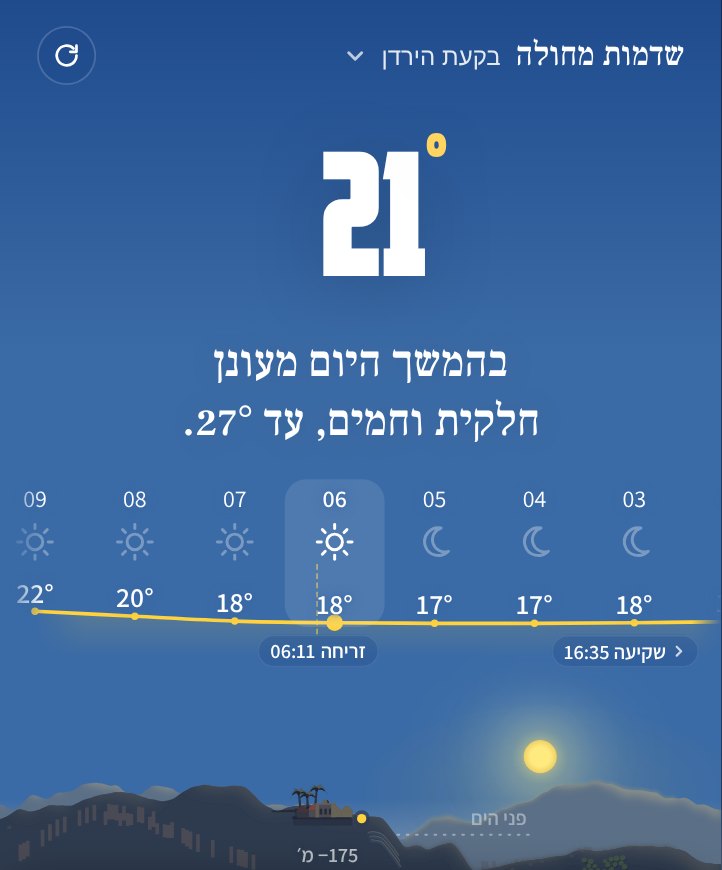 שדמות מחולה בקעת הירדן
21°
בהמשך היום מעונן
חלקית וחמים, עד 27°.
03 04 05 06 07 08 09
18° 17° 17° 18° 18° 20° 22°
שקיעה 16:35 זריחה 06:11
פני הים
−175 מ׳